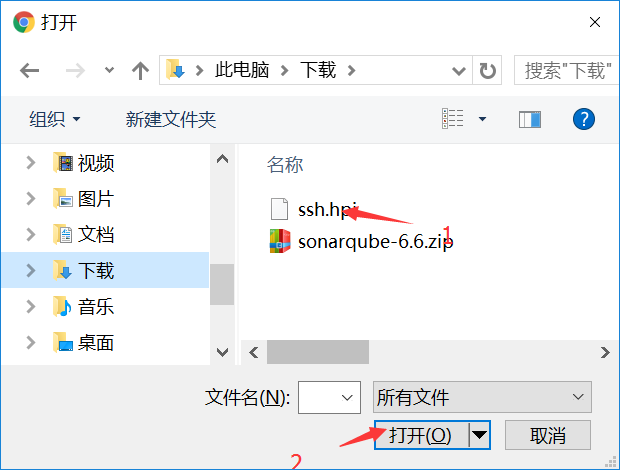 打开
此电脑 下载
搜索"下载"
组织 新建文件夹
视频
图片
文档
下载
音乐
桌面
名称
ssh.hpi
1
sonarqube-6.6.zip
文件名(N):
所有文件
打开(O)
取消
2